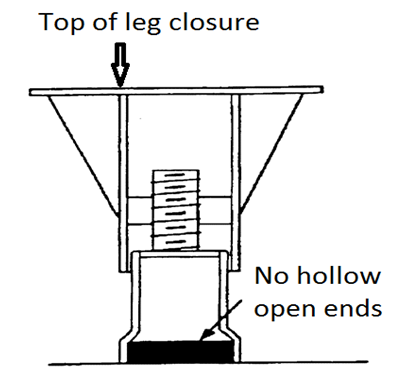 Top of leg closure
No hollow
open ends